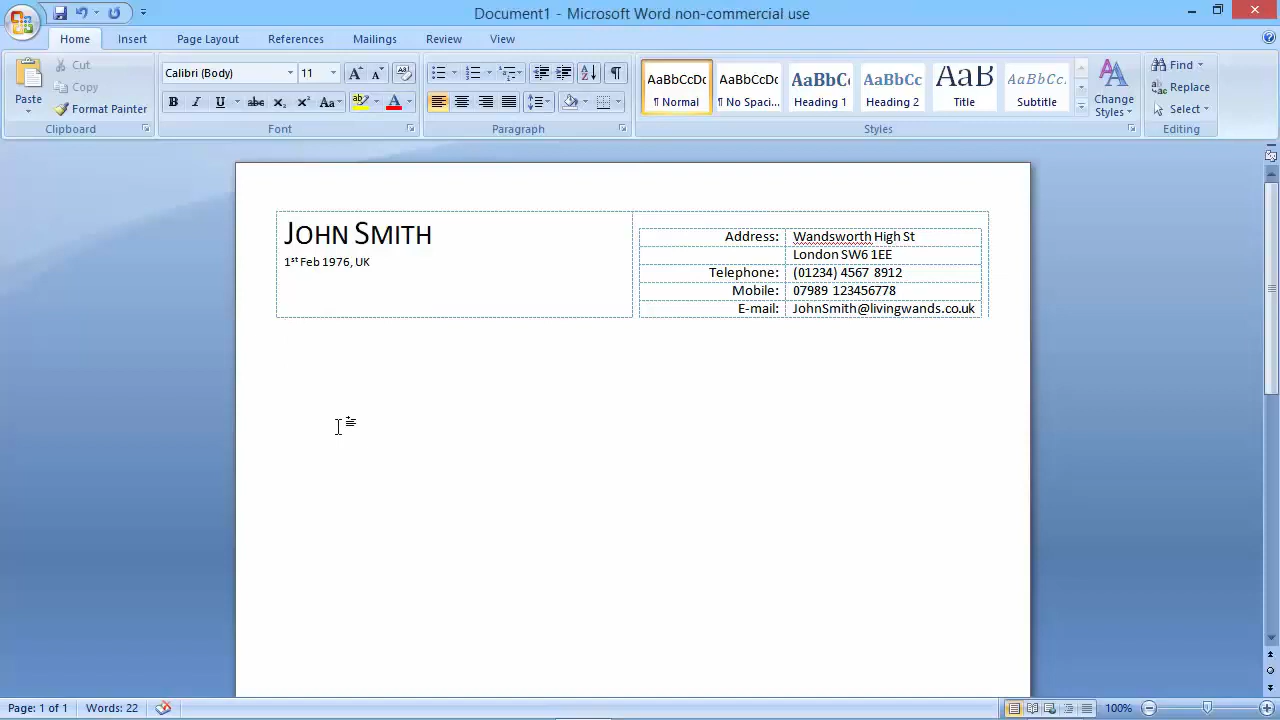 Document1 - Microsoft Word non-commercial use
Home Insert Page Layout References Mailings Review View
Paste
Cut
Copy
Format Painter
Clipboard
Calibri (Body) 11
Font
Paragraph
AaBbCcDc AaBbCcDc AaBbC AaBbCc AaB AaBbCc.
¶ Normal ¶ No Spaci... Heading 1 Heading 2 Title Subtitle
Change
Styles
Styles
Find
Replace
Select
Editing
JOHN SMITH
1st Feb 1976, UK
Address: Wandsworth High St
London SW6 1EE
Telephone: (01234) 4567 8912
Mobile: 07989 123456778
E-mail: JohnSmith@livingwands.co.uk
Page: 1 of 1 Words: 22 100%